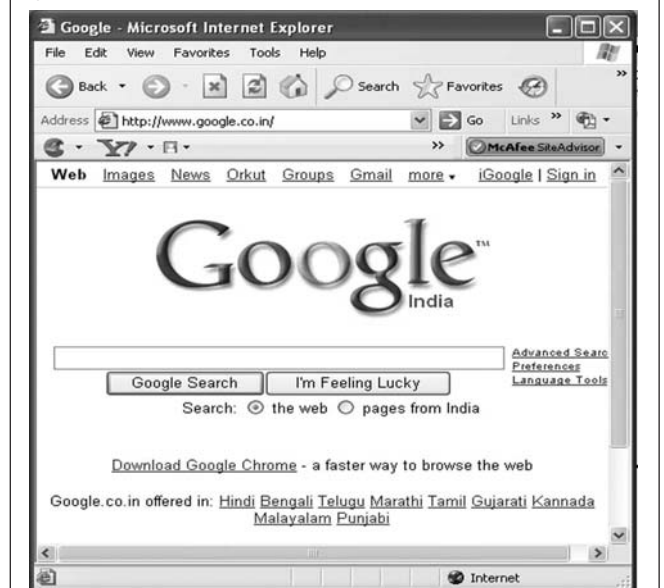 Google - Microsoft Internet Explorer
File Edit View Favorites Tools Help
Back Search Favorites »
Address http://www.google.co.in/ Go Links »
Y! » McAfee SiteAdvisor
Web Images News Orkut Groups Gmail more iGoogle | Sign in
Google™
India
Advanced Searc
Preferences
Language Tools
Google Search I'm Feeling Lucky
Search: the web pages from India
Download Google Chrome - a faster way to browse the web
Google.co.in offered in: Hindi Bengali Telugu Marathi Tamil Gujarati Kannada
Malayalam Punjabi
Internet